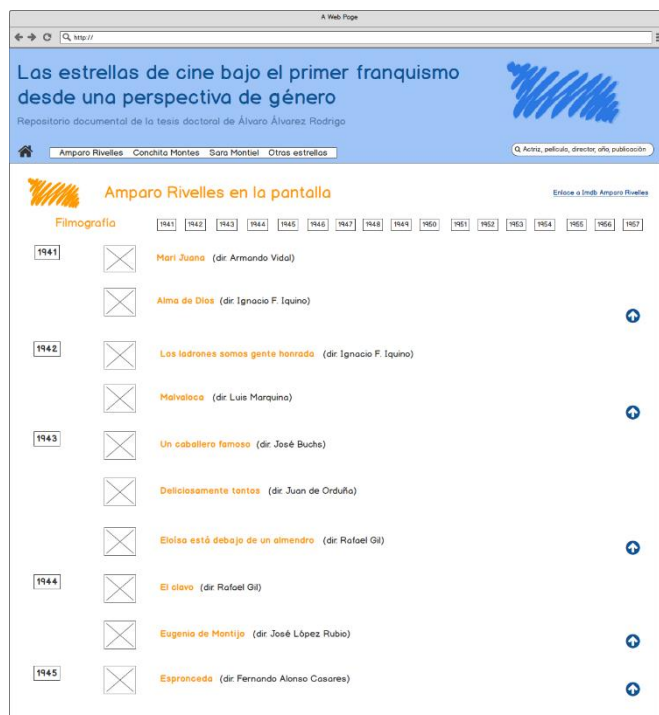 A Web Page
http://
Las estrellas de cine bajo el primer franquismo
desde una perspectiva de género
Repositorio documental de la tesis doctoral de Álvaro Álvarez Rodrigo
Amparo Rivelles Conchita Montes Sara Montiel Otras estrellas
Actriz, película, director, año, publicación
Amparo Rivelles en la pantalla
Enlace a Imdb Amparo Rivelles
Filmografía
1941 1942 1943 1944 1945 1946 1947 1948 1949 1950 1951 1952 1953 1954 1955 1956 1957
1941
Mari Juana (dir. Armando Vidal)
Alma de Dios (dir. Ignacio F. Iquino)
1942
Los ladrones somos gente honrada (dir. Ignacio F. Iquino)
Malvaloca (dir. Luis Marquina)
1943
Un caballero famoso (dir. José Buchs)
Deliciosamente tontos (dir. Juan de Orduña)
Eloísa está debajo de un almendro (dir. Rafael Gil)
1944
El clavo (dir. Rafael Gil)
Eugenia de Montijo (dir. José López Rubio)
1945
Espronceda (dir. Fernando Alonso Casares)